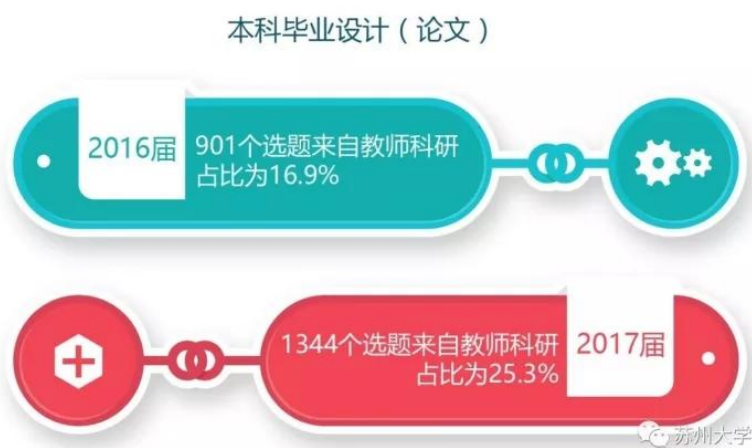 本科毕业设计（论文）
2016届
901个选题来自教师科研
占比为16.9%
1344个选题来自教师科研
占比为25.3%
2017届
苏州大学